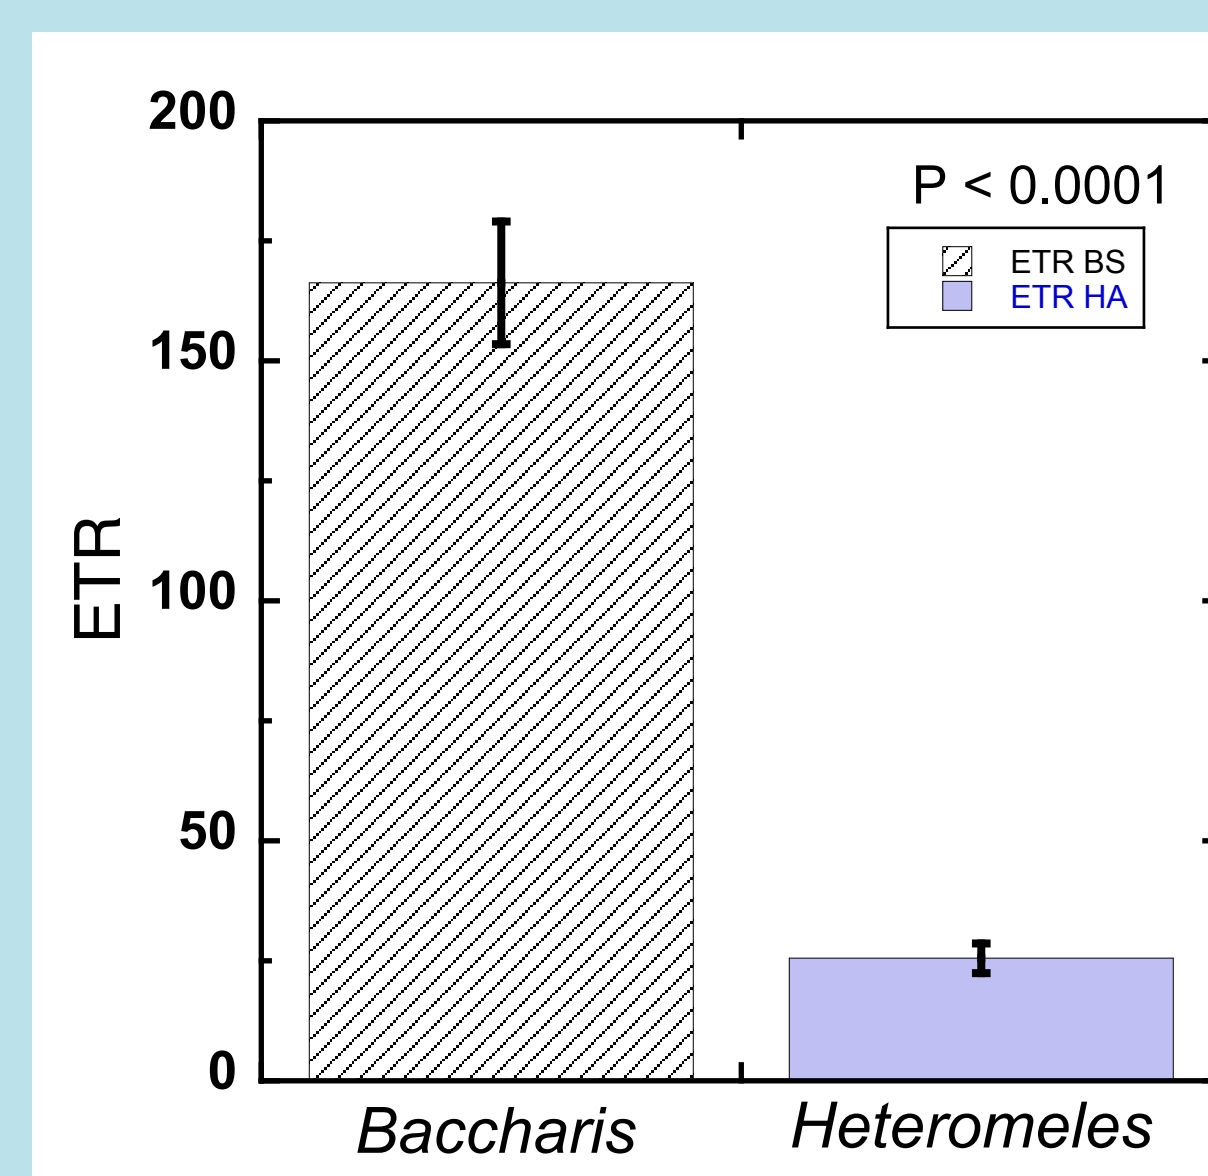 200
P < 0.0001
ETR BS
ETR HA
150
ETR
100
50
0
Baccharis
Heteromeles